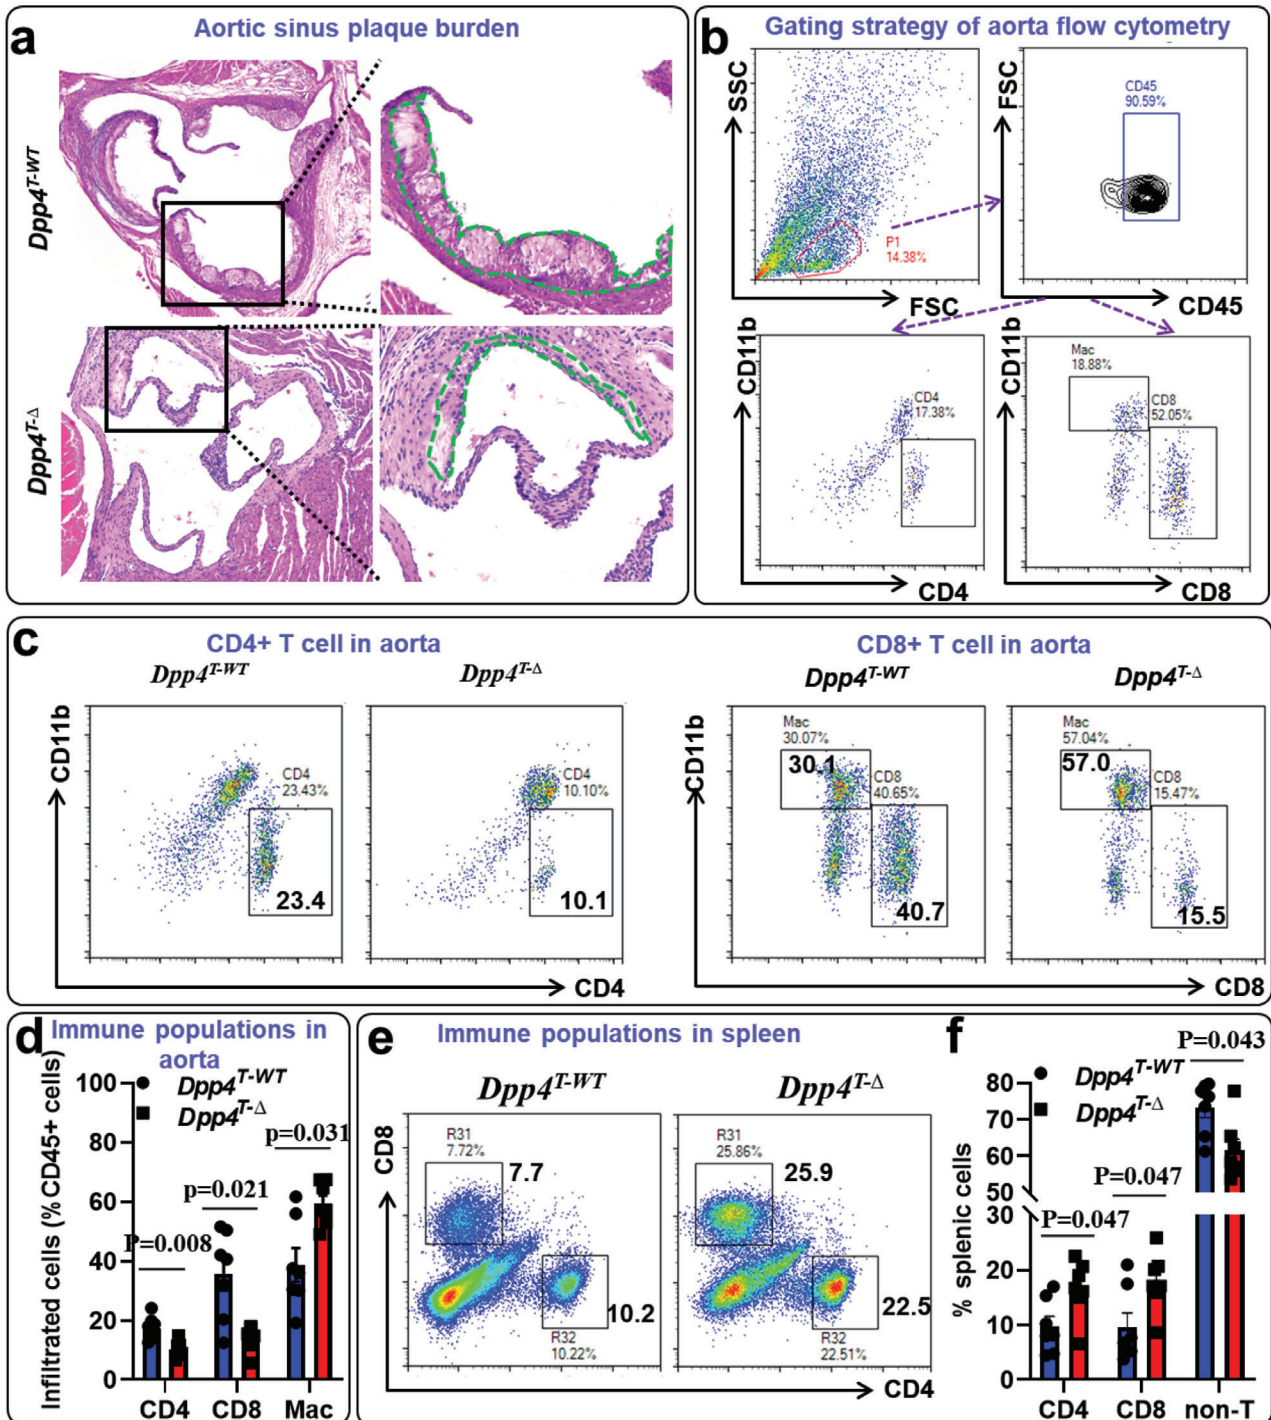 a
Aortic sinus plaque burden
Dpp4T-WT
Dpp4T-Δ
b
Gating strategy of aorta flow cytometry
SSC
P1
14.38%
FSC
FSC
CD45
90.59%
CD45
CD11b
CD4
17.38%
CD4
CD11b
Mac
18.88%
CD8
52.05%
CD8
c
CD4+ T cell in aorta
Dpp4T-WT
Dpp4T-Δ
CD11b
CD4
23.43%
23.4
CD4
10.10%
10.1
CD4
CD8+ T cell in aorta
Dpp4T-WT
Dpp4T-Δ
CD11b
Mac
30.07%
30.1
CD8
40.65%
40.7
Mac
57.04%
57.0
CD8
15.47%
15.5
CD8
d
Immune populations in
aorta
Infiltrated cells (% CD45+ cells)
100
80
60
40
20
0
Dpp4T-WT
Dpp4T-Δ
P=0.008
p=0.021
p=0.031
CD4
CD8
Mac
e
Immune populations in spleen
Dpp4T-WT
Dpp4T-Δ
CD8
R31
7.72%
7.7
10.2
R32
10.22%
R31
25.86%
25.9
22.5
R32
22.51%
CD4
f
% splenic cells
80
70
60
50
30
20
10
0
Dpp4T-WT
Dpp4T-Δ
P=0.047
P=0.047
P=0.043
CD4
CD8
non-T